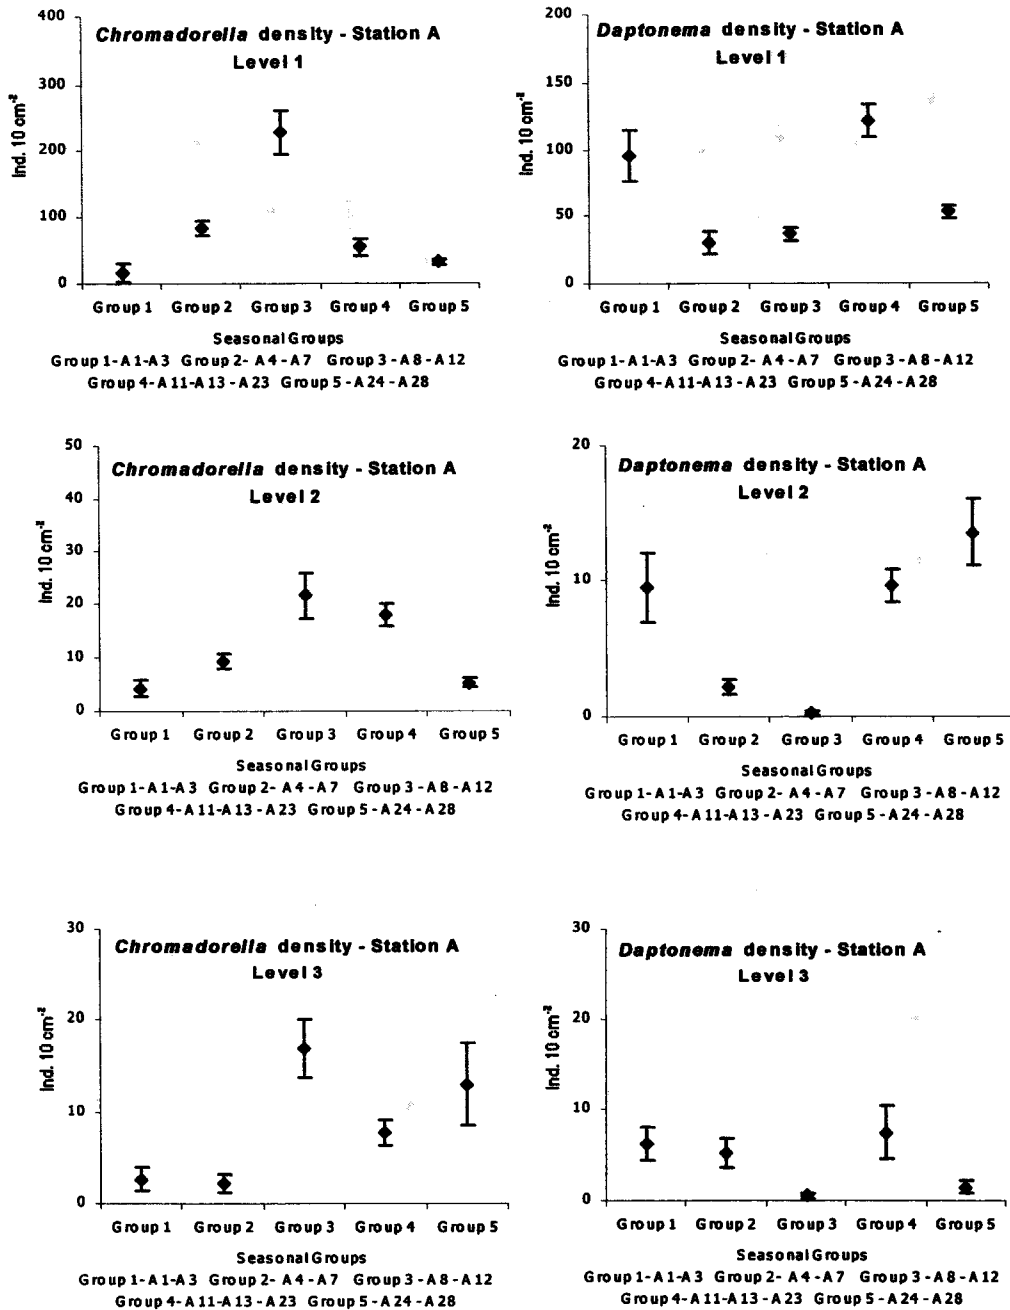 Chromadorella density - Station A
Level 1
400
300
200
100
0
Ind. 10 cm-2
Group 1 Group 2 Group 3 Group 4 Group 5
Seasonal Groups
Group 1-A1-A3 Group 2- A4-A7 Group 3 -A8 -A12
Group 4-A11-A13 -A23 Group 5 -A24 -A28
Daptonema density - Station A
Level 1
200
150
100
50
0
Ind. 10 cm-2
Group 1 Group 2 Group 3 Group 4 Group 5
Seasonal Groups
Group 1-A1-A3 Group 2- A4-A7 Group 3 -A8-A12
Group 4-A11-A13 -A23 Group 5 -A24 -A28
Chromadorella density - Station A
Level 2
50
40
30
20
10
0
Ind. 10 cm-2
Group 1 Group 2 Group 3 Group 4 Group 5
Seasonal Groups
Group 1-A1-A3 Group 2- A4-A7 Group 3 -A8 -A12
Group 4-A11-A13 -A23 Group 5 -A24 -A28
Daptonema density - Station A
Level 2
20
10
0
Ind. 10 cm-2
Group 1 Group 2 Group 3 Group 4 Group 5
Seasonal Groups
Group 1-A1-A3 Group 2- A4-A7 Group 3 -A8 -A12
Group 4-A11-A13 -A23 Group 5 -A24 -A28
Chromadorella density - Station A
Level 3
30
20
10
0
Ind. 10 cm-2
Group 1 Group 2 Group 3 Group 4 Group 5
Seasonal Groups
Group 1-A1-A3 Group 2- A4-A7 Group 3 -A8 -A12
Group 4-A11-A13 -A23 Group 5 -A24 -A28
Daptonema density - Station A
Level 3
30
20
10
0
Ind. 10 cm-2
Group 1 Group 2 Group 3 Group 4 Group 5
Seasonal Groups
Group 1-A1-A3 Group 2- A4-A7 Group 3 -A8 -A12
Group 4-A11-A13 -A23 Group 5 -A24 -A28